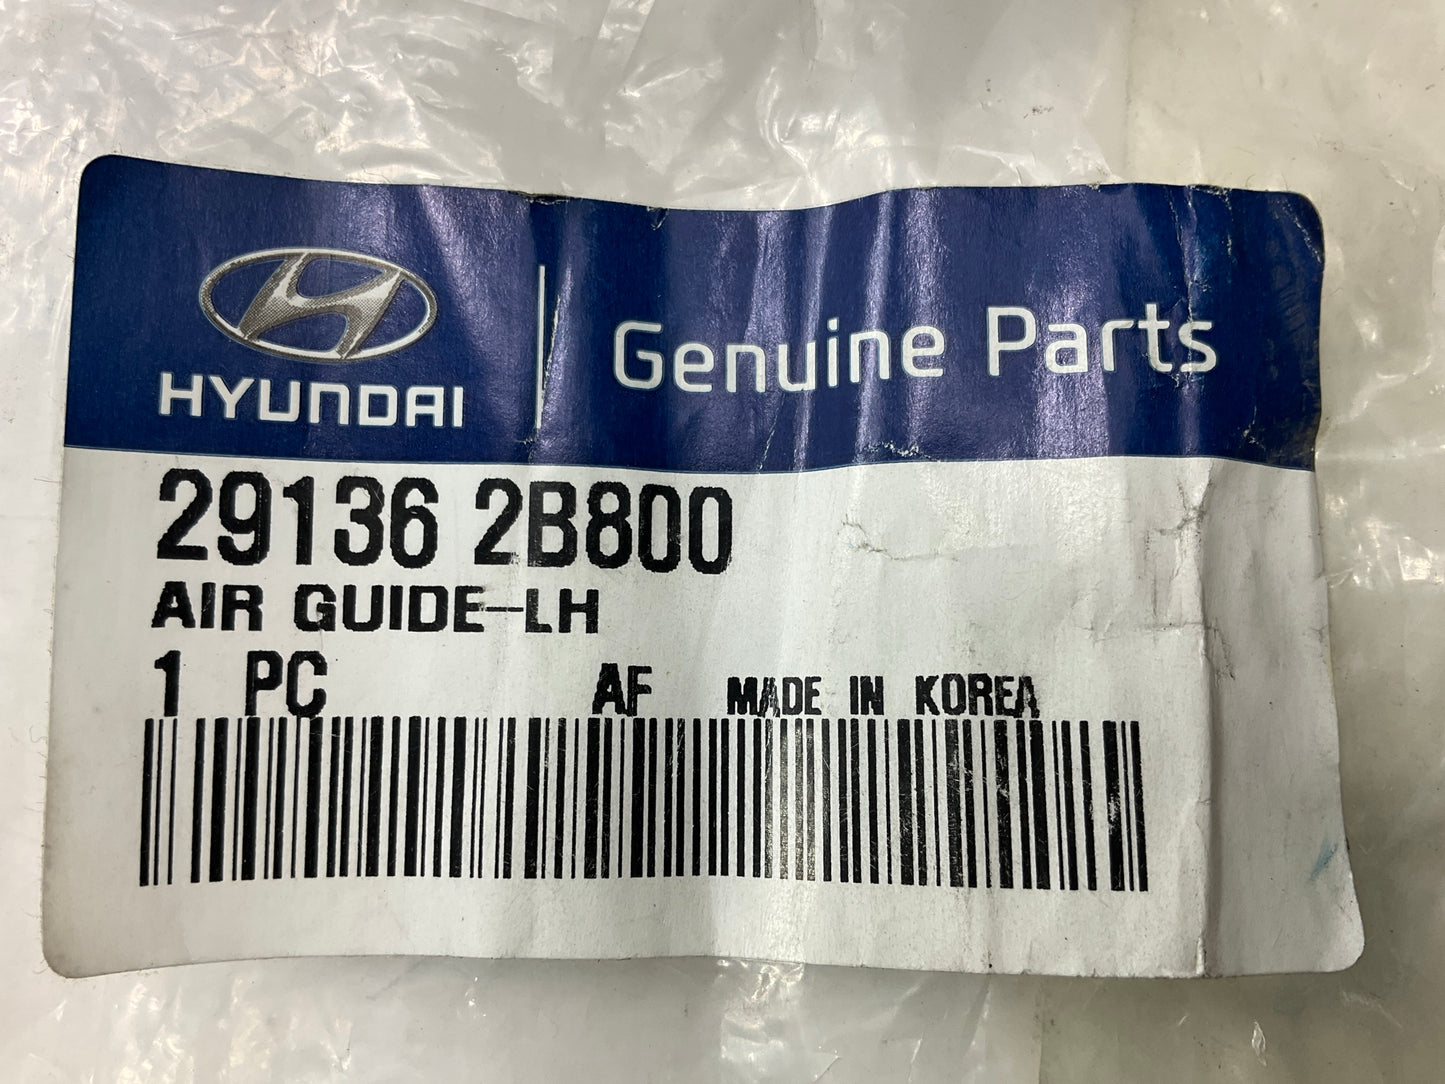 HYUNDAI
Genuine Parts
29136 2B800
AIR GUIDE-LH
1 PC AF MADE IN KOREA